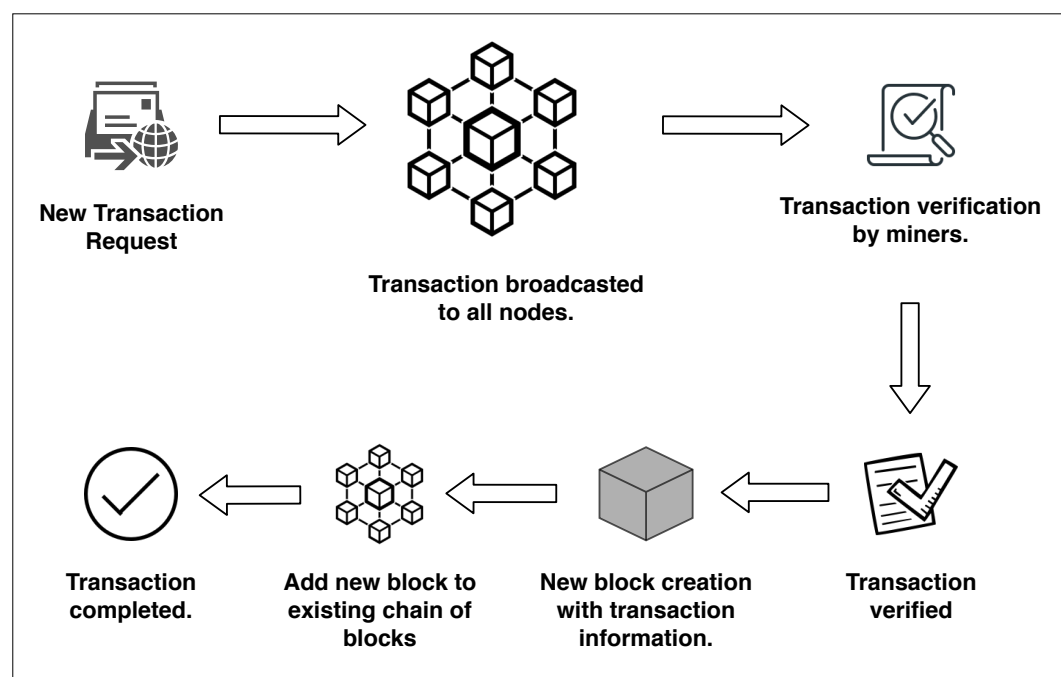 New Transaction
Request
Transaction broadcasted
to all nodes.
Transaction verification
by miners.
Transaction
verified
New block creation
with transaction
information.
Add new block to
existing chain of
blocks
Transaction
completed.